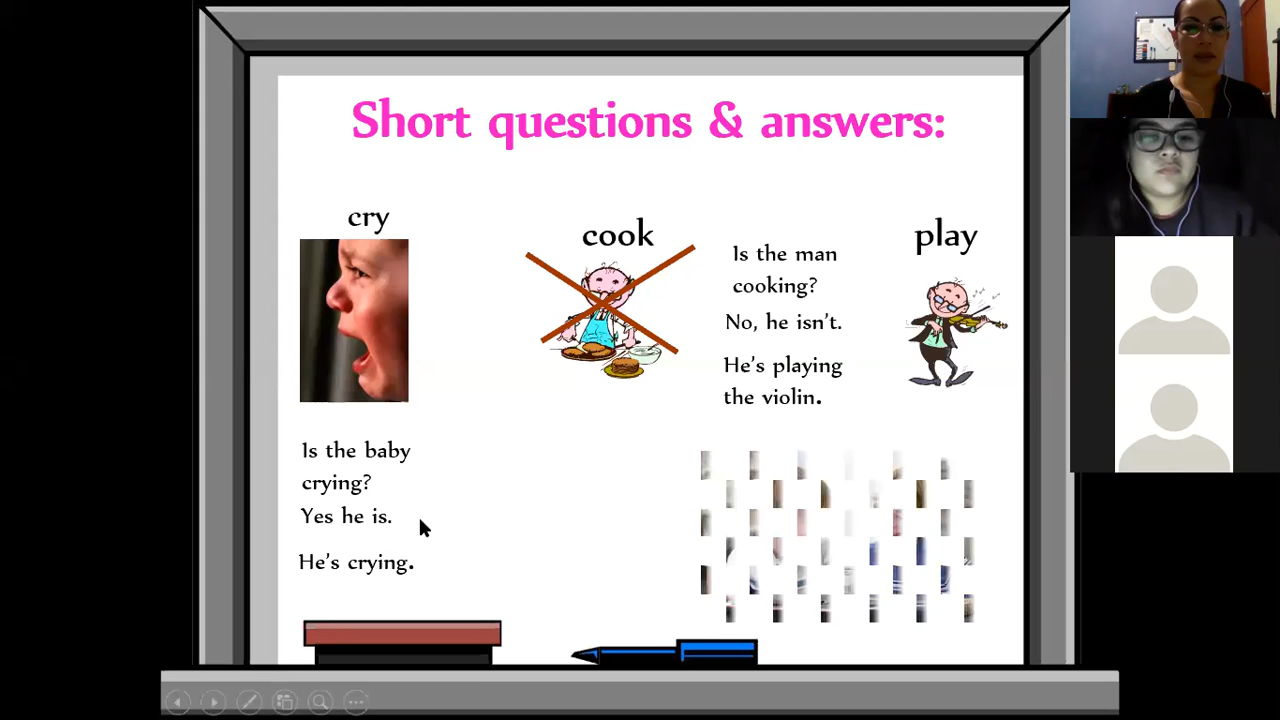 Short questions & answers:
cry
cook
play
Is the man
cooking?
No, he isn't.
He's playing
the violin.
Is the baby
crying?
Yes he is.
He's crying.